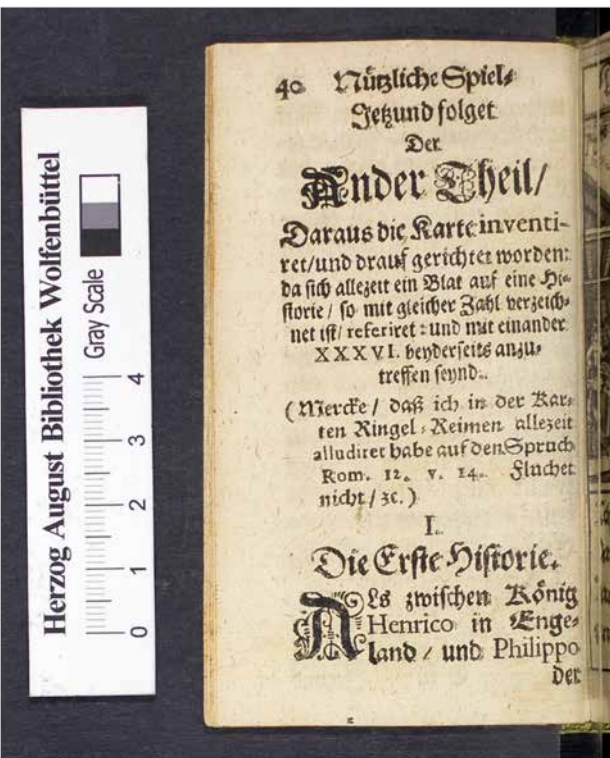 Herzog August Bibliothek Wolfenbüttel
Gray Scale
0 1 2 3 4
40 Nützliche Spiel⸗
Jetzund folget
Der
Ander Theil/
Daraus die Karte inventi-
ret/und drauf gerichtet worden:
da sich allezeit ein Blat auf eine Hi⸗
storie / so mit gleicher Zahl verzeich⸗
net ist/ referiret : und mit einander
XXXVI. beyderseits anzu⸗
treffen seynd.
(Mercke / daß ich in der Kar⸗
ten Ringel⸗Reimen allezeit
alludiret habe auf den Spruch
Rom. 12. v. 14. Fluchet
nicht / ꝛc.)
I.
Die Erste Historie.
ALs zwischen König
Henrico in Enge⸗
land / und Philippo
der